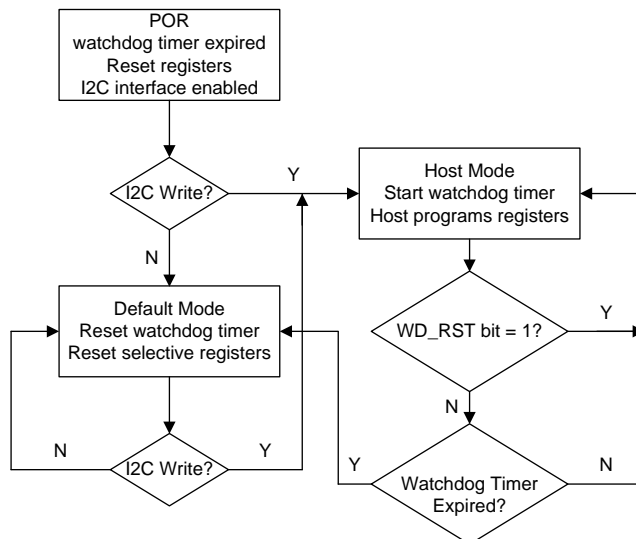 POR
watchdog timer expired
Reset registers
I2C interface enabled
I2C Write?
Y
N
Host Mode
Start watchdog timer
Host programs registers
Default Mode
Reset watchdog timer
Reset selective registers
WD_RST bit = 1?
Y
N
I2C Write?
N
Y
Watchdog Timer
Expired?
Y
N